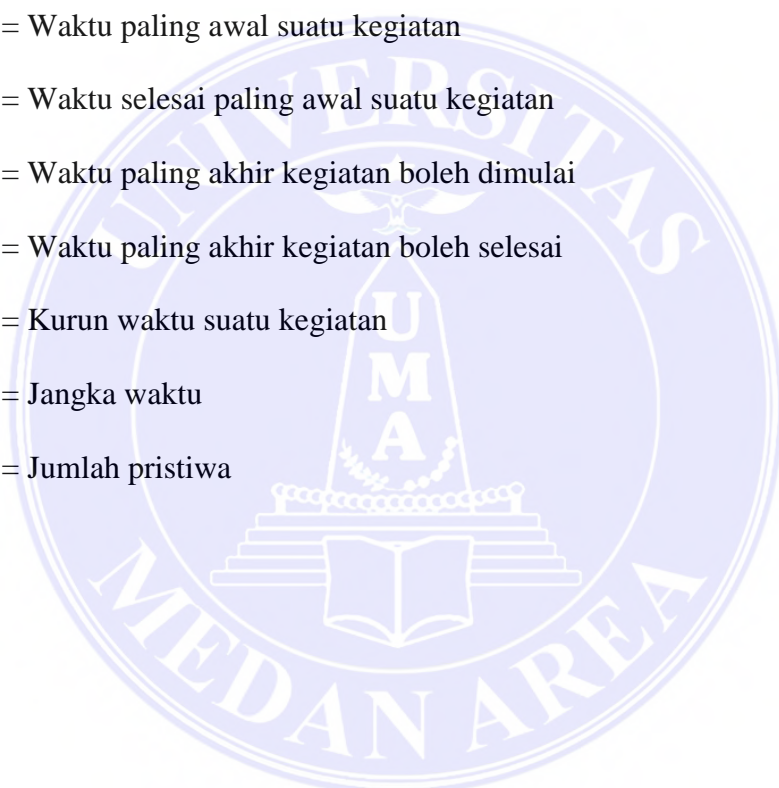 = Waktu paling awal suatu kegiatan
= Waktu selesai paling awal suatu kegiatan
= Waktu paling akhir kegiatan boleh dimulai
= Waktu paling akhir kegiatan boleh selesai
= Kurun waktu suatu kegiatan
= Jangka waktu
= Jumlah pristiwa
UNIVERSITAS
UMA
MEDAN AREA